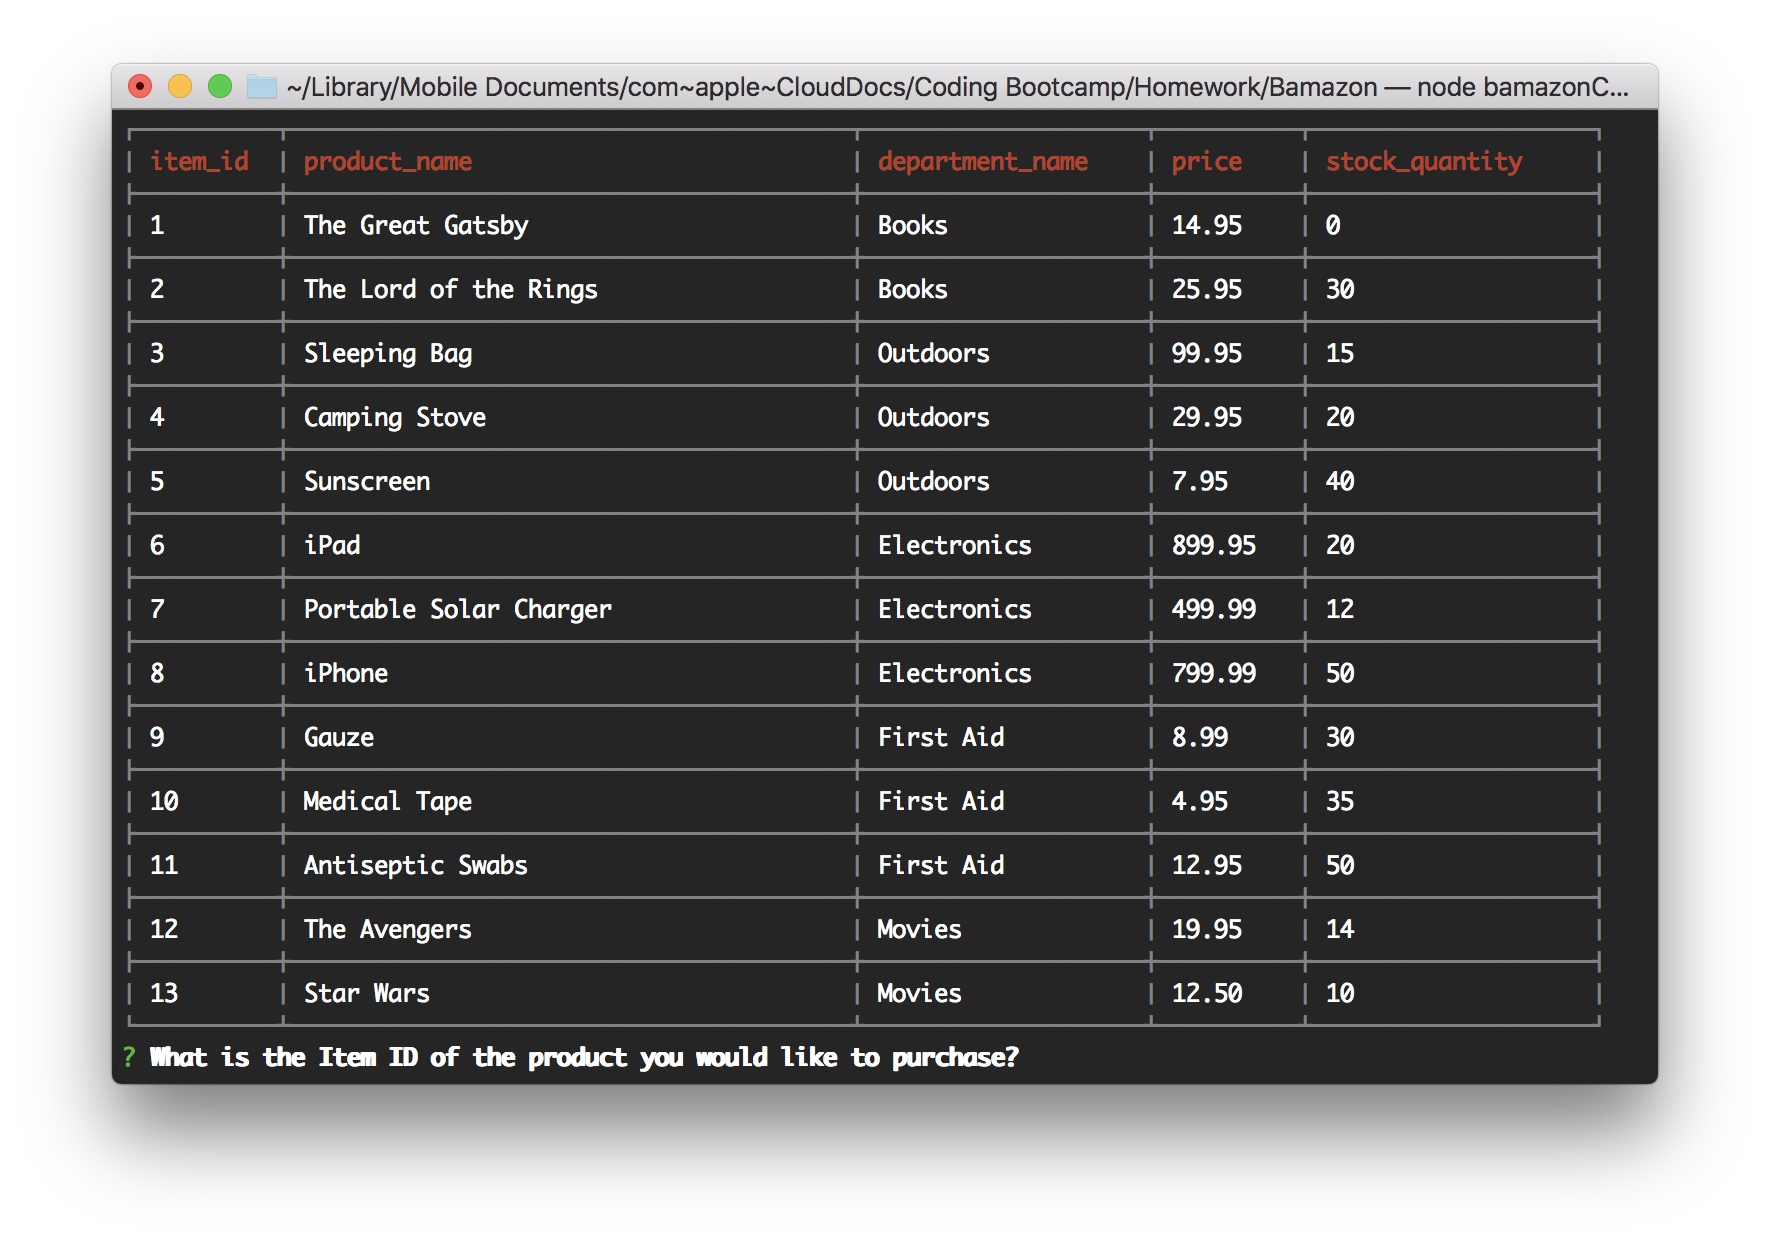 ~/Library/Mobile Documents/com~apple~CloudDocs/Coding Bootcamp/Homework/Bamazon — node bamazonC...
item_id product_name department_name price stock_quantity
1 The Great Gatsby Books 14.95 0
2 The Lord of the Rings Books 25.95 30
3 Sleeping Bag Outdoors 99.95 15
4 Camping Stove Outdoors 29.95 20
5 Sunscreen Outdoors 7.95 40
6 iPad Electronics 899.95 20
7 Portable Solar Charger Electronics 499.99 12
8 iPhone Electronics 799.99 50
9 Gauze First Aid 8.99 30
10 Medical Tape First Aid 4.95 35
11 Antiseptic Swabs First Aid 12.95 50
12 The Avengers Movies 19.95 14
13 Star Wars Movies 12.50 10
? What is the Item ID of the product you would like to purchase?